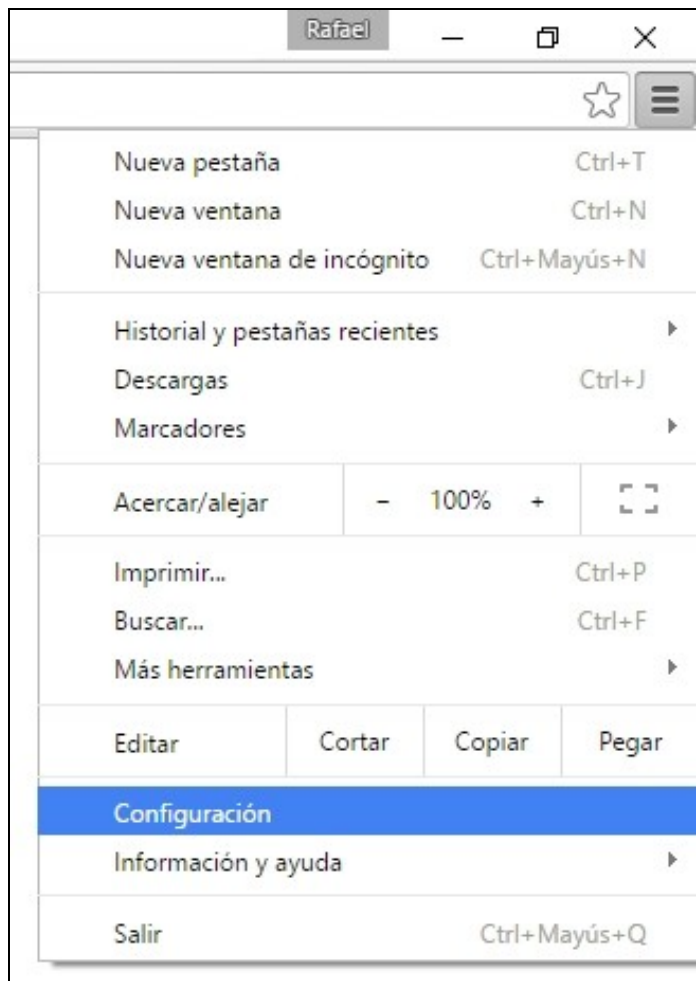 Rafael
Nueva pestaña Ctrl+T
Nueva ventana Ctrl+N
Nueva ventana de incógnito Ctrl+Mayús+N
Historial y pestañas recientes
Descargas Ctrl+J
Marcadores
Acercar/alejar − 100% +
Imprimir... Ctrl+P
Buscar... Ctrl+F
Más herramientas
Editar Cortar Copiar Pegar
Configuración
Información y ayuda
Salir Ctrl+Mayús+Q